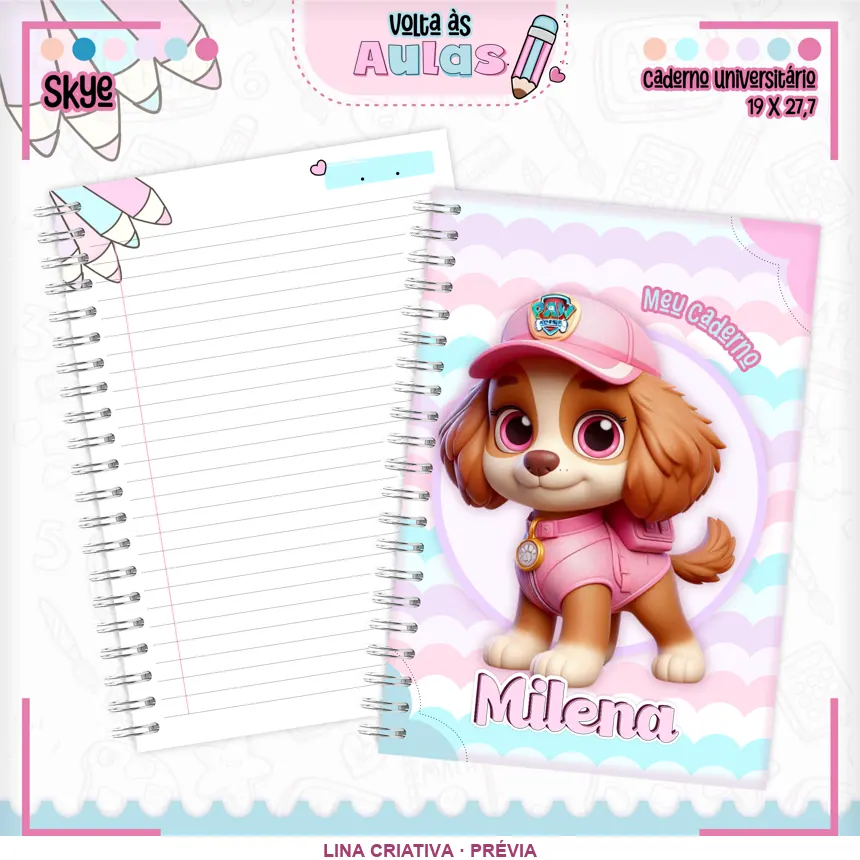 Volta às
Aulas
Skye
Caderno universitário
19 X 27,7
Meu Caderno
PAW
Milena
LINA CRIATIVA · PRÉVIA